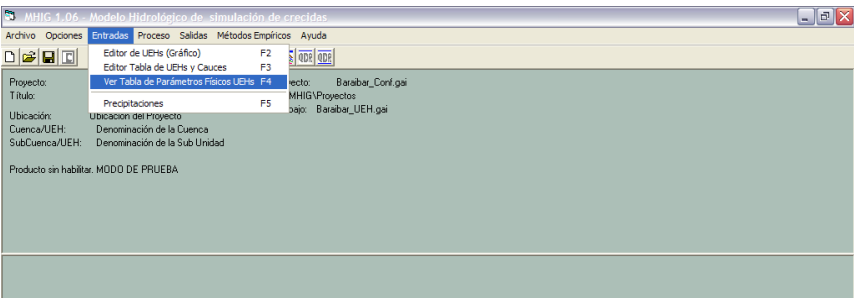 MHIG 1.06 - Modelo Hidrológico de simulación de crecidas
Archivo Opciones Entradas Proceso Salidas Métodos Empíricos Ayuda
Editor de UEHs (Gráfico) F2
QDF QDP
Editor Tabla de UEHs y Cauces F3
Proyecto:
Ver Tabla de Parámetros Físicos UEHs F4
yecto: Baraibar_Conf.gai
Título:
MHIG\Proyectos
Precipitaciones F5
bajo: Baraibar_UEH.gai
Ubicación: Ubicación del Proyecto
Cuenca/UEH: Denominación de la Cuenca
SubCuenca/UEH: Denominación de la Sub Unidad
Producto sin habilitar. MODO DE PRUEBA